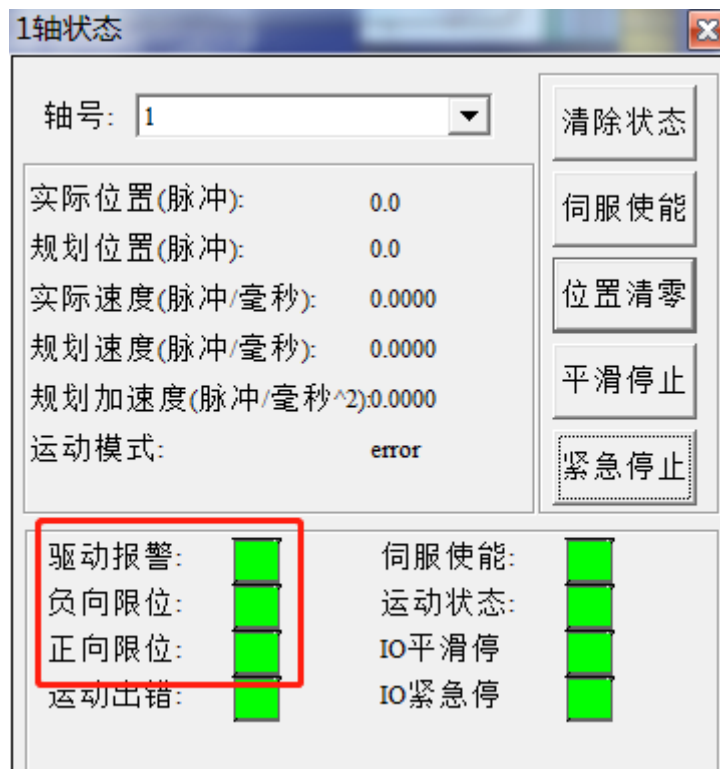 1轴状态
轴号: 1
清除状态
伺服使能
位置清零
平滑停止
紧急停止
实际位置(脉冲): 0.0
规划位置(脉冲): 0.0
实际速度(脉冲/毫秒): 0.0000
规划速度(脉冲/毫秒): 0.0000
规划加速度(脉冲/毫秒^2):0.0000
运动模式: error
驱动报警: 伺服使能:
负向限位: 运动状态:
正向限位: IO平滑停
运动出错: IO紧急停